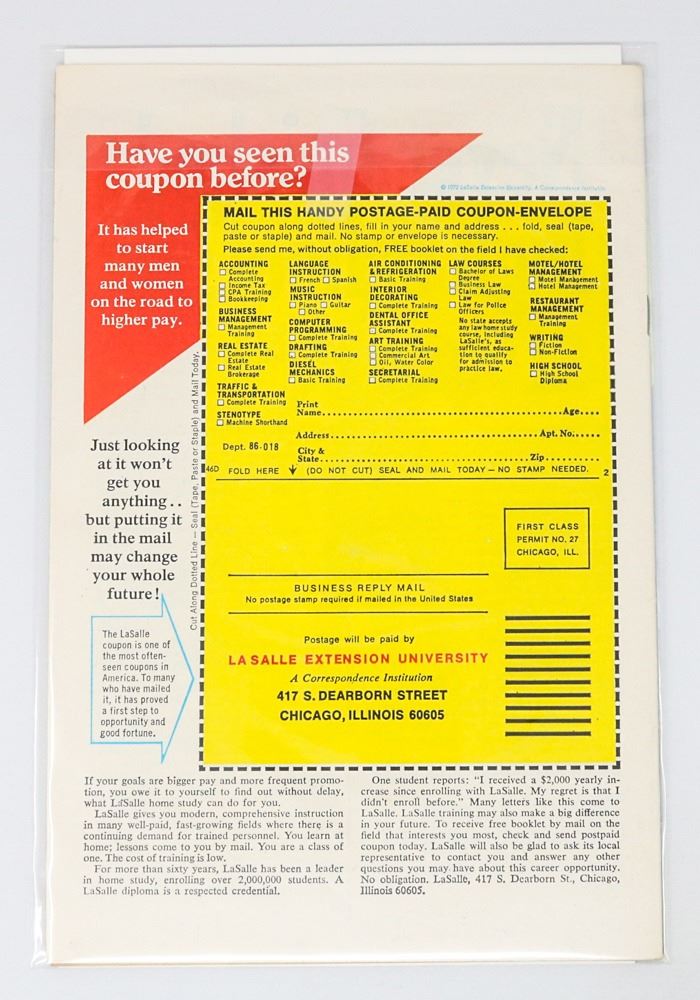 Have you seen this
coupon before?
© 1972 LaSalle Extension University. A Correspondence Institution
It has helped
to start
many men
and women
on the road to
higher pay.
MAIL THIS HANDY POSTAGE-PAID COUPON-ENVELOPE
Cut coupon along dotted lines, fill in your name and address . . . fold, seal (tape,
paste or staple) and mail. No stamp or envelope is necessary.
Please send me, without obligation, FREE booklet on the field I have checked:
ACCOUNTING
Complete
Accounting
Income Tax
CPA Training
Bookkeeping
BUSINESS
MANAGEMENT
Management
Training
REAL ESTATE
Complete Real
Estate
Real Estate
Brokerage
TRAFFIC &
TRANSPORTATION
Complete Training
STENOTYPE
Machine Shorthand
LANGUAGE
INSTRUCTION
French Spanish
MUSIC
INSTRUCTION
Piano Guitar
Other
COMPUTER
PROGRAMMING
Complete Training
DRAFTING
Complete Training
DIESEL
MECHANICS
Basic Training
AIR CONDITIONING
& REFRIGERATION
Basic Training
INTERIOR
DECORATING
Complete Training
DENTAL OFFICE
ASSISTANT
Complete Training
ART TRAINING
Complete Training
Commercial Art
Oil, Water Color
SECRETARIAL
Complete Training
LAW COURSES
Bachelor of Laws
Degree
Business Law
Claim Adjusting
Law
Law for Police
Officers
No state accepts
any law home study
course, including
LaSalle's, as
sufficient educa-
tion to qualify
for admission to
practice law.
MOTEL/HOTEL
MANAGEMENT
Motel Management
Hotel Management
RESTAURANT
MANAGEMENT
Management
Training
WRITING
Fiction
Non-Fiction
HIGH SCHOOL
High School
Diploma
Print
Name.......Age....
Address.......Apt. No.....
Dept. 86-018
City &
State.......Zip.......
46D FOLD HERE (DO NOT CUT) SEAL AND MAIL TODAY — NO STAMP NEEDED. 2
Cut Along Dotted Line — Seal (Tape, Paste or Staple) and Mail Today.
Just looking
at it won't
get you
anything . .
but putting it
in the mail
may change
your whole
future!
The LaSalle
coupon is one of
the most often-
seen coupons in
America. To many
who have mailed
it, it has proved
a first step to
opportunity and
good fortune.
FIRST CLASS
PERMIT NO. 27
CHICAGO, ILL.
BUSINESS REPLY MAIL
No postage stamp required if mailed in the United States
Postage will be paid by
LA SALLE EXTENSION UNIVERSITY
A Correspondence Institution
417 S. DEARBORN STREET
CHICAGO, ILLINOIS 60605
If your goals are bigger pay and more frequent promo-
tion, you owe it to yourself to find out without delay,
what LaSalle home study can do for you.
LaSalle gives you modern, comprehensive instruction
in many well-paid, fast-growing fields where there is a
continuing demand for trained personnel. You learn at
home; lessons come to you by mail. You are a class of
one. The cost of training is low.
For more than sixty years, LaSalle has been a leader
in home study, enrolling over 2,000,000 students. A
LaSalle diploma is a respected credential.
One student reports: "I received a $2,000 yearly in-
crease since enrolling with LaSalle. My regret is that I
didn't enroll before." Many letters like this come to
LaSalle. LaSalle training may also make a big difference
in your future. To receive free booklet by mail on the
field that interests you most, check and send postpaid
coupon today. LaSalle will also be glad to ask its local
representative to contact you and answer any other
questions you may have about this career opportunity.
No obligation. LaSalle, 417 S. Dearborn St., Chicago,
Illinois 60605.